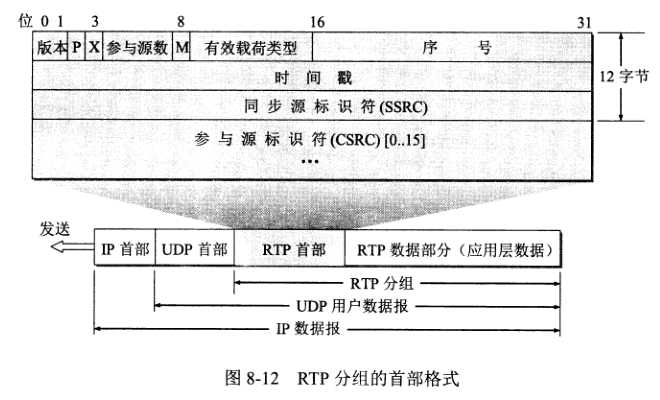 位 0 1 3 8 16 31
版本 P X 参与源数 M 有效载荷类型 序 号
时 间 戳
12 字节
同 步 源 标 识 符 (SSRC)
参 与 源 标 识 符 (CSRC) [0..15]
•••
发送
IP 首部 UDP 首部 RTP 首部 RTP 数据部分（应用层数据）
RTP 分组
UDP 用户数据报
IP 数据报
图 8-12 RTP 分组的首部格式